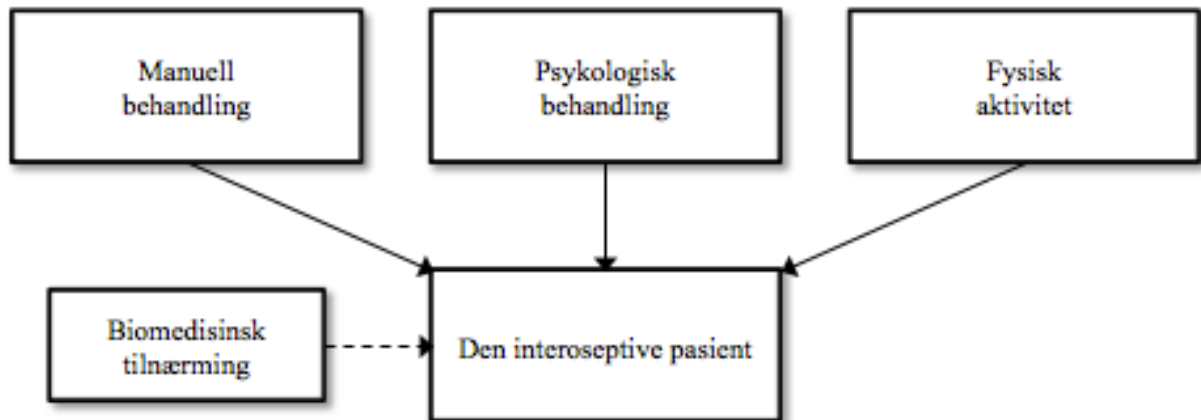 Manuell
behandling
Psykologisk
behandling
Fysisk
aktivitet
Biomedisinsk
tilnærming
Den interoseptive pasient